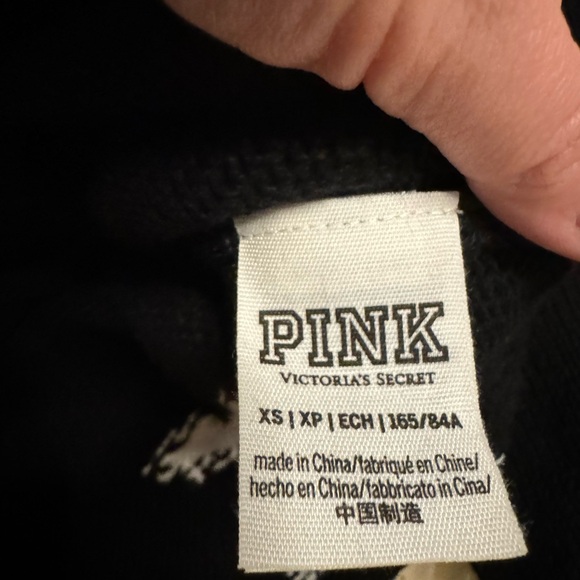 PINK
VICTORIA'S SECRET
XS | XP | ECH | 165/84A
made in China/fabriqué en Chine/
hecho en China/fabbricato in Cina/
中国制造